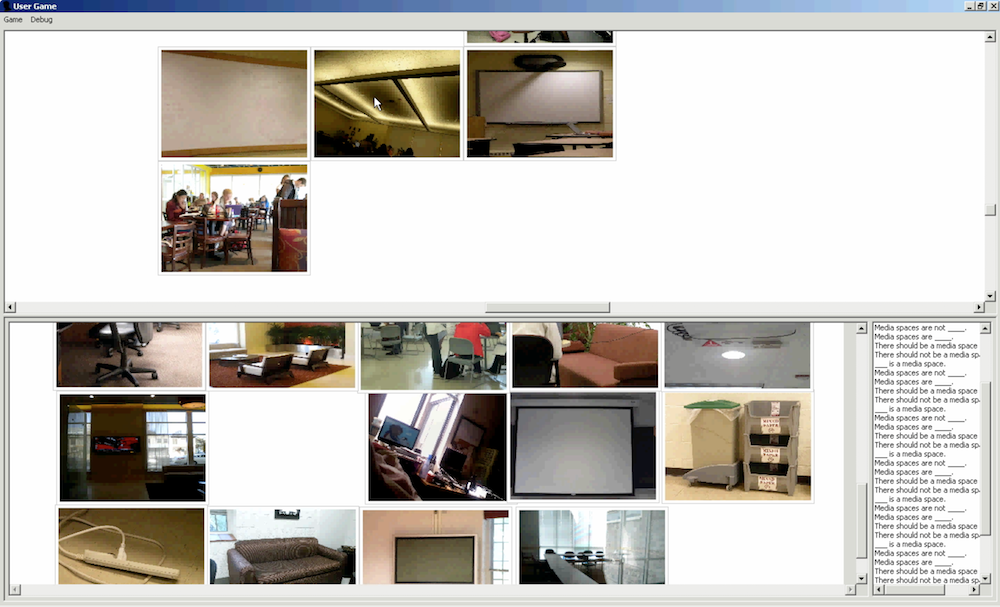 User Game
Game Debug
Media spaces are not ____.
Media spaces are ____.
There should be a media space
There should not be a media sp
___ is a media space.
Media spaces are not ____.
Media spaces are ____.
There should be a media space
There should not be a media sp
___ is a media space.
Media spaces are not ____.
Media spaces are ____.
There should be a media space
There should not be a media sp
___ is a media space.
Media spaces are not ____.
Media spaces are ____.
There should be a media space
There should not be a media sp
___ is a media space.
Media spaces are not ____.
Media spaces are ____.
There should be a media space
There should not be a media sp
___ is a media space.
Media spaces are not ____.
Media spaces are ____.
There should be a media space
There should not be a media sp